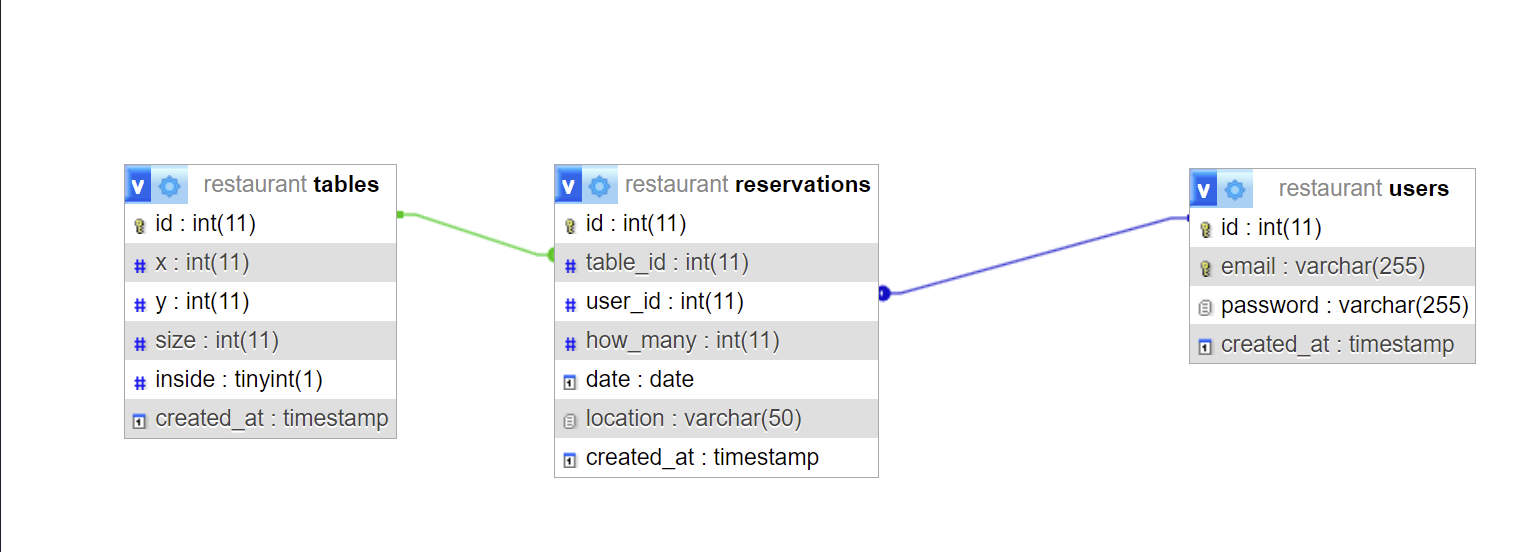 v restaurant tables
id : int(11)
x : int(11)
y : int(11)
size : int(11)
inside : tinyint(1)
created_at : timestamp
v restaurant reservations
id : int(11)
table_id : int(11)
user_id : int(11)
how_many : int(11)
date : date
location : varchar(50)
created_at : timestamp
v restaurant users
id : int(11)
email : varchar(255)
password : varchar(255)
created_at : timestamp